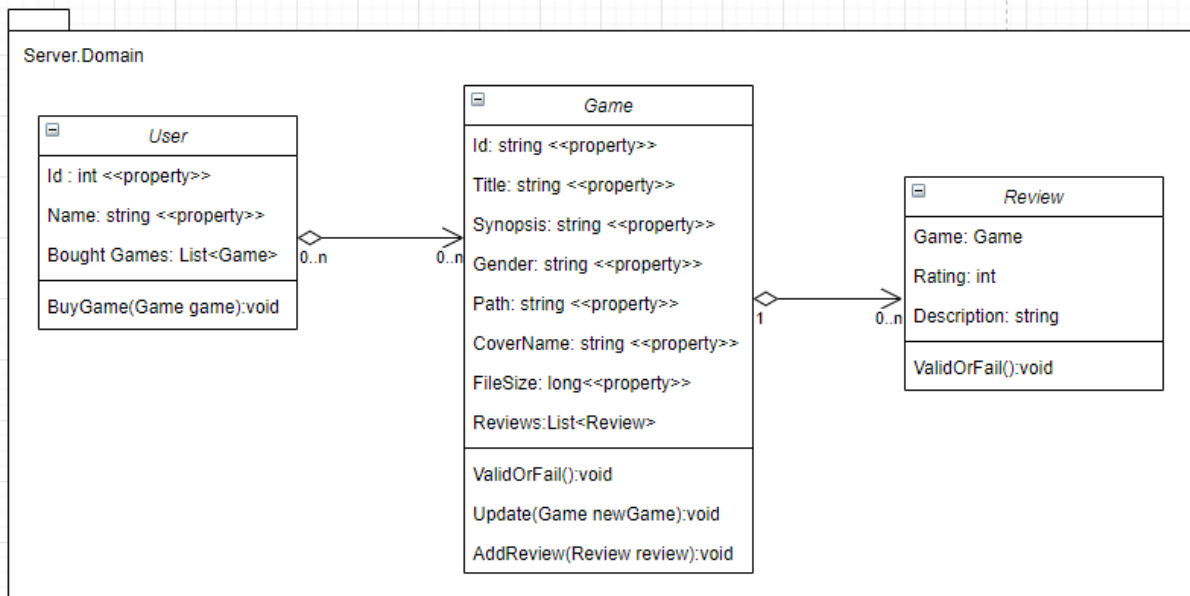 Server.Domain
User
Id : int <<property>>
Name: string <<property>>
Bought Games: List<Game>
BuyGame(Game game):void
0..n
0..n
Game
Id: string <<property>>
Title: string <<property>>
Synopsis: string <<property>>
Gender: string <<property>>
Path: string <<property>>
CoverName: string <<property>>
FileSize: long<<property>>
Reviews:List<Review>
ValidOrFail():void
Update(Game newGame):void
AddReview(Review review):void
1
0..n
Review
Game: Game
Rating: int
Description: string
ValidOrFail():void